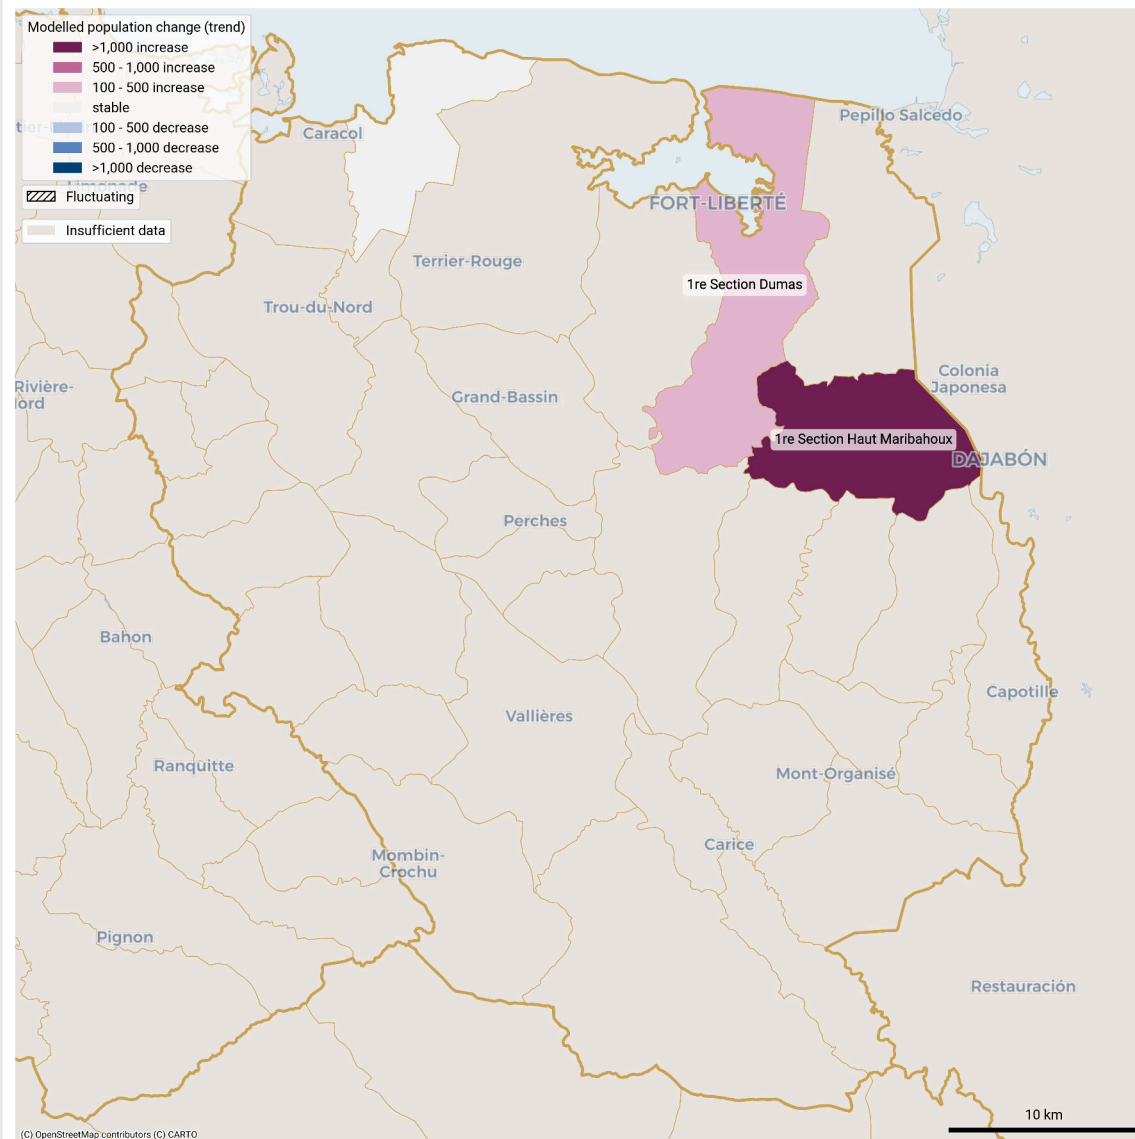 Modelled population change (trend)
>1,000 increase
500 - 1,000 increase
100 - 500 increase
stable
100 - 500 decrease
500 - 1,000 decrease
>1,000 decrease
Limonade
Fluctuating
Insufficient data
Caracol
Pepillo Salcedo
FORT-LIBERTÉ
Terrier-Rouge
1re Section Dumas
Trou-du-Nord
Colonia
Japonesa
Rivière-
Grand-Bassin
1re Section Haut Maribahoux
DAJABÓN
Perches
Bahon
Capotille
Vallières
Ranquitte
Mont-Organisé
Carice
Mombin-
Crochu
Pignon
Restauración
10 km
(C) OpenStreetMap contributors (C) CARTO